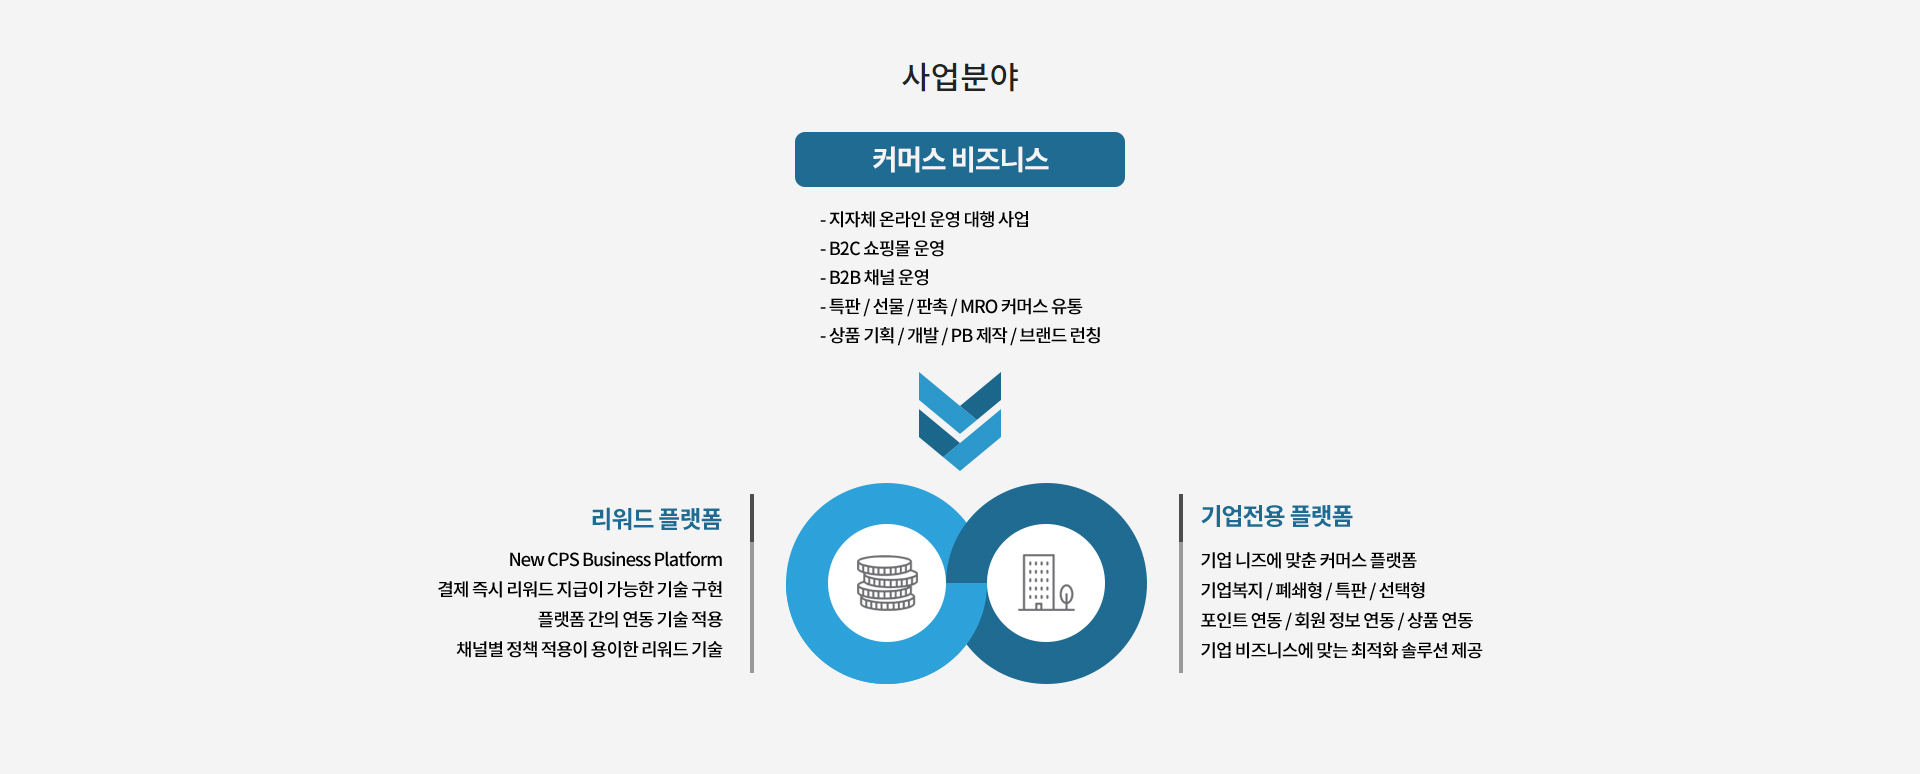 사업분야
커머스 비즈니스
- 지자체 온라인 운영 대행 사업
- B2C 쇼핑몰 운영
- B2B 채널 운영
- 특판 / 선물 / 판촉 / MRO 커머스 유통
- 상품 기획 / 개발 / PB 제작 / 브랜드 런칭
리워드 플랫폼
New CPS Business Platform
결제 즉시 리워드 지급이 가능한 기술 구현
플랫폼 간의 연동 기술 적용
채널별 정책 적용이 용이한 리워드 기술
기업전용 플랫폼
기업 니즈에 맞춘 커머스 플랫폼
기업복지 / 폐쇄형 / 특판 / 선택형
포인트 연동 / 회원 정보 연동 / 상품 연동
기업 비즈니스에 맞는 최적화 솔루션 제공